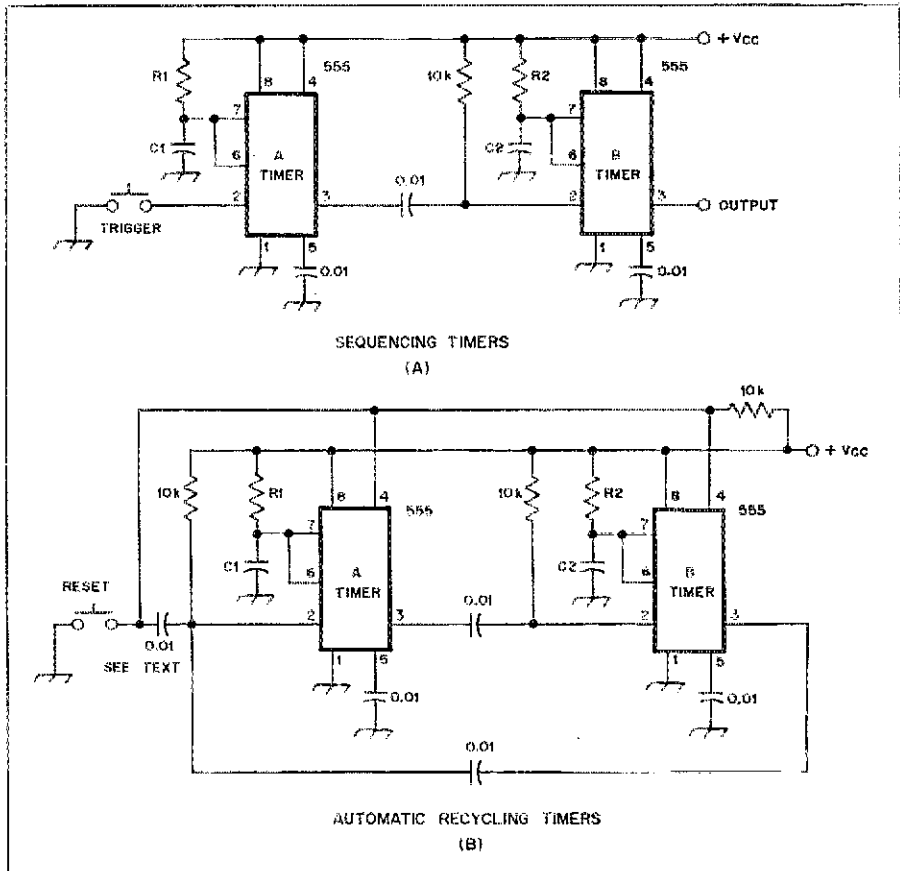 + Vcc
555
555
R1
8
4
10k
R2
8
4
7
7
C1
6
A
TIMER
C2
6
B
TIMER
0.01
2
3
2
3
OUTPUT
TRIGGER
1
5
1
5
0.01
0.01
SEQUENCING TIMERS
(A)
10k
+ Vcc
10k
R1
8
4
10k
R2
8
4
555
555
7
7
C1
6
A
TIMER
C2
6
B
TIMER
RESET
0.01
2
3
2
3
0.01
SEE TEXT
1
5
1
5
0.01
0.01
0.01
AUTOMATIC RECYCLING TIMERS
(B)